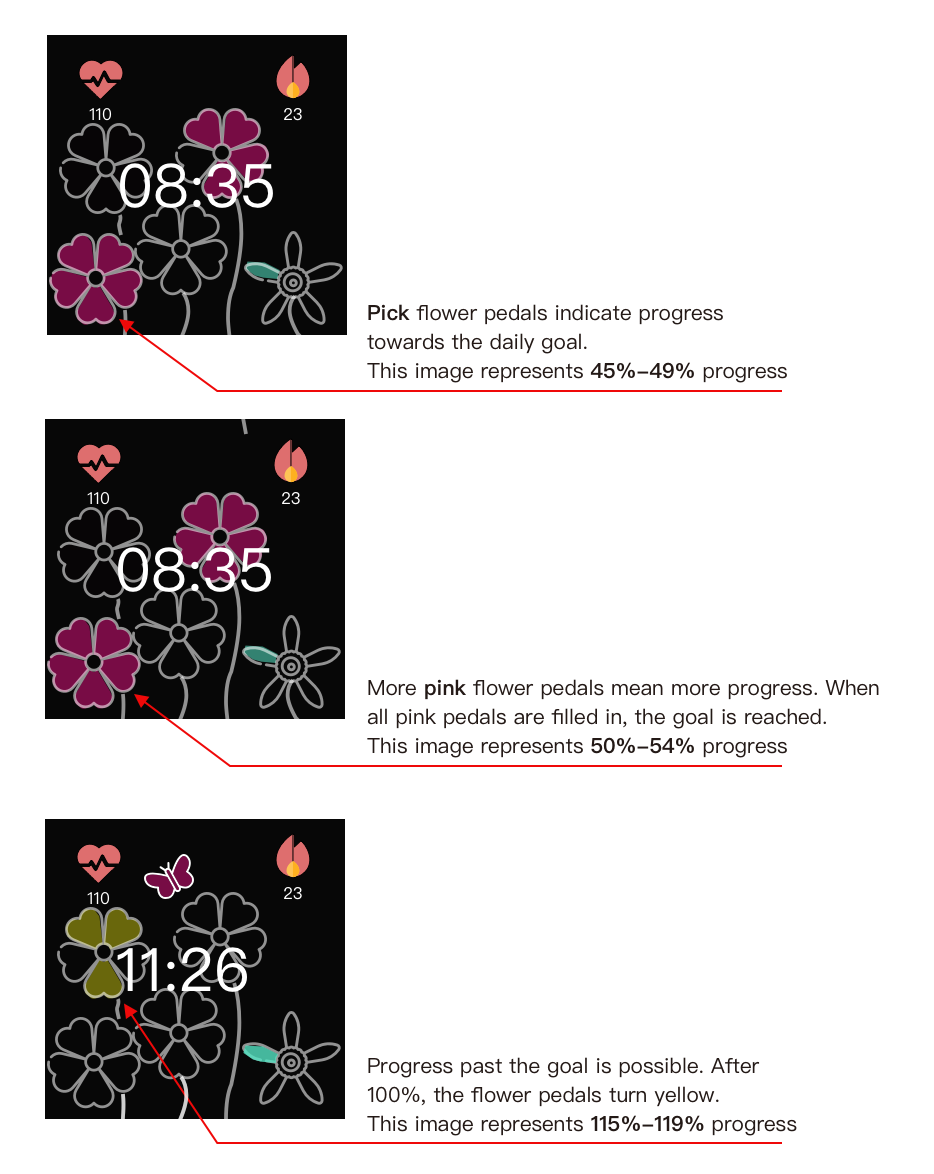 110
23
08:35
Pick flower pedals indicate progress
towards the daily goal.
This image represents 45%–49% progress
110
23
08:35
More pink flower pedals mean more progress. When
all pink pedals are filled in, the goal is reached.
This image represents 50%–54% progress
110
23
11:26
Progress past the goal is possible. After
100%, the flower pedals turn yellow.
This image represents 115%–119% progress